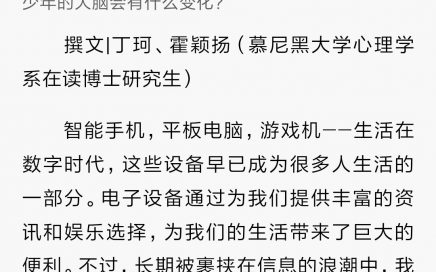 少年的大脑会有什么变化？
撰文|丁珂、霍颖扬（慕尼黑大学心理学
系在读博士研究生）
智能手机，平板电脑，游戏机——生活在
数字时代，这些设备早已成为很多人生活的
一部分。电子设备通过为我们提供丰富的资
讯和娱乐选择，为我们的生活带来了巨大的
便利。不过，长期被裹挟在信息的浪潮中，我